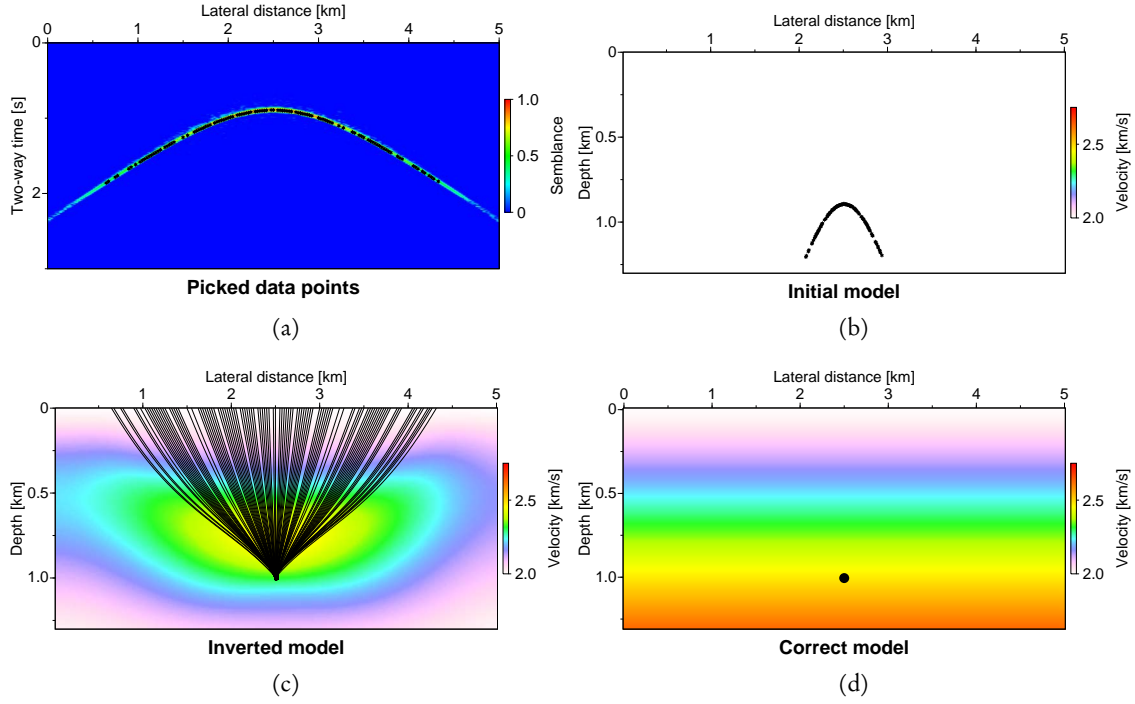 Lateral distance [km]
0 1 2 3 4 5
0
2
Two-way time [s]
1.0
0.5
0
Semblance
Picked data points
(a)
Lateral distance [km]
1 2 3 4 5
0
0.5
1.0
Depth [km]
2.5
2.0
Velocity [km/s]
Initial model
(b)
Lateral distance [km]
1 2 3 4 5
0
0.5
1.0
Depth [km]
2.5
2.0
Velocity [km/s]
Inverted model
(c)
Lateral distance [km]
0 1 2 3 4 5
0
0.5
1.0
Depth [km]
2.5
2.0
Velocity [km/s]
Correct model
(d)